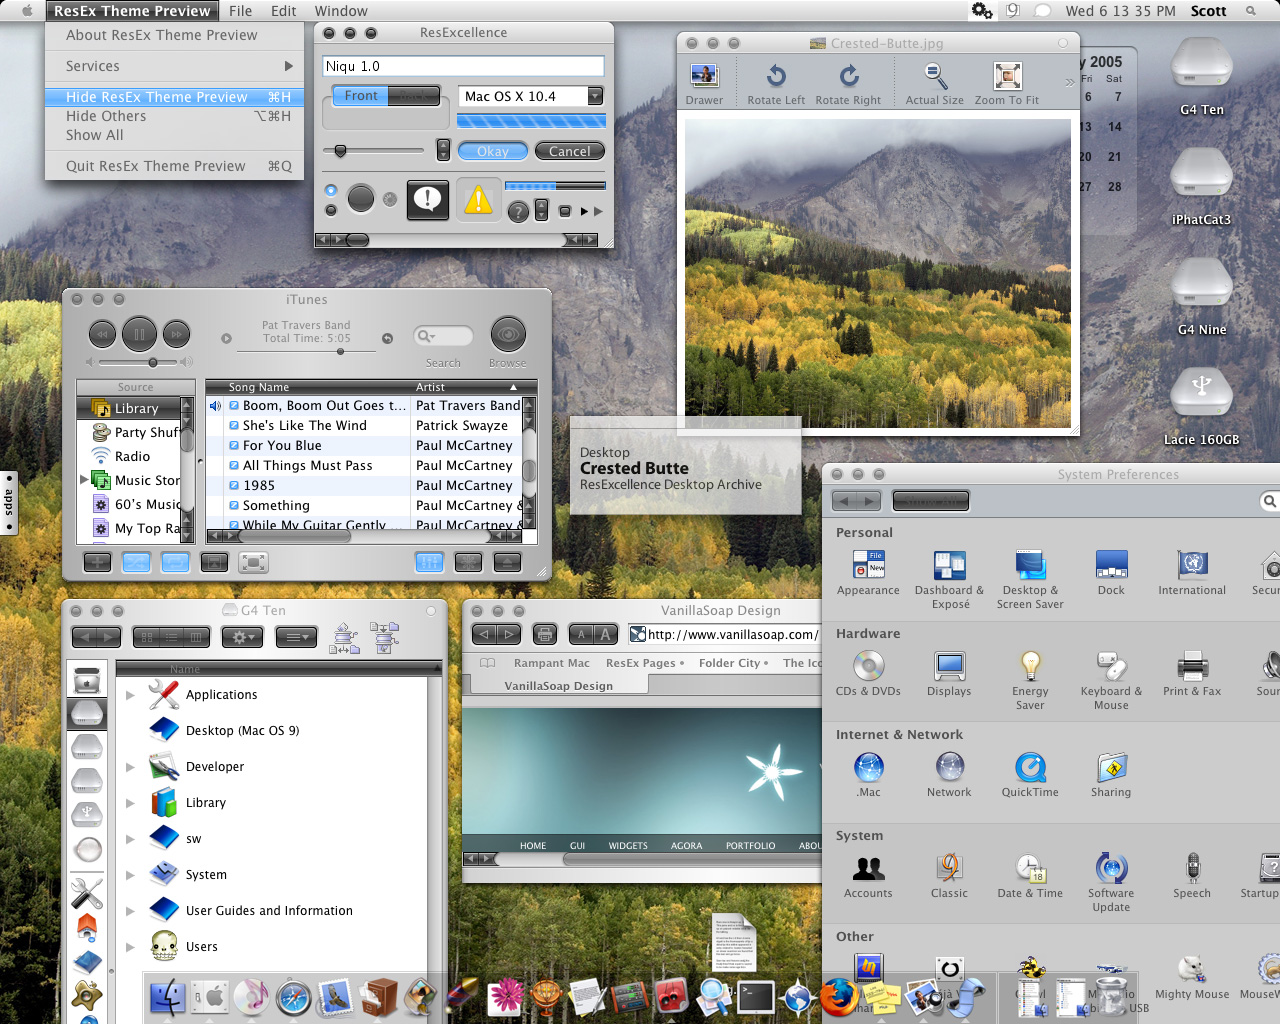 ResEx Theme Preview File Edit Window
Wed 6 13 35 PM Scott
About ResEx Theme Preview
Services
Hide ResEx Theme Preview ⌘H
Hide Others ⌥⌘H
Show All
Quit ResEx Theme Preview ⌘Q
ResExcellence
Niqu 1.0
Front
Mac OS X 10.4
Okay Cancel
Crested-Butte.jpg
Drawer Rotate Left Rotate Right Actual Size Zoom To Fit
y 2005
Fri Sat
6 7
13 14
20 21
27 28
G4 Ten
iPhatCat3
G4 Nine
Lacie 160GB
iTunes
Pat Travers Band
Total Time: 5:05
Search
Browse
Source
Library
Party Shuff
Radio
Music Stor
60's Music
My Top Ra
Song Name Artist
Boom, Boom Out Goes t... Pat Travers Band
She's Like The Wind Patrick Swayze
For You Blue Paul McCartney
All Things Must Pass Paul McCartney
1985 Paul McCartney
Something Paul McCartney &
While My Guitar Gently Paul McCartney &
apps
Desktop
Crested Butte
ResExcellence Desktop Archive
G4 Ten
Name
Applications
Desktop (Mac OS 9)
Developer
Library
sw
System
User Guides and Information
Users
VanillaSoap Design
A A
http://www.vanillasoap.com/
Rampant Mac ResEx Pages Folder City The Ico
VanillaSoap Design
HOME GUI WIDGETS AGORA PORTFOLIO ABOU
System Preferences
Personal
Appearance
Dashboard & Exposé
Desktop & Screen Saver
Dock
International
Secur
Hardware
CDs & DVDs
Displays
Energy Saver
Keyboard & Mouse
Print & Fax
Soun
Internet & Network
.Mac
Network
QuickTime
Sharing
System
Accounts
Classic
Date & Time
Software Update
Speech
Startup
Other
Mighty Mouse
MouseW
USB